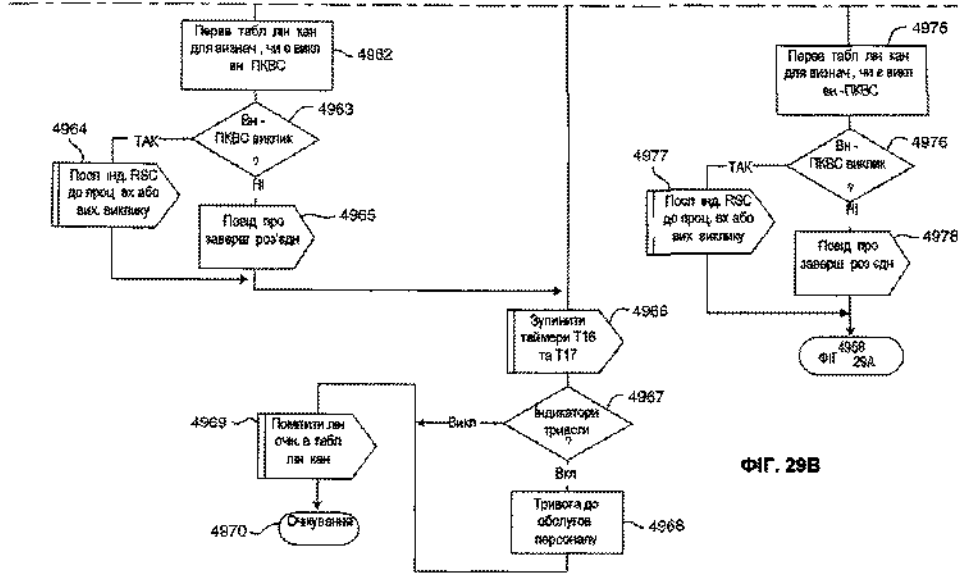 Перев табл лін кан
для визнач, чи є викл
вн ПКВС
4962
Вн -
ПКВС виклик
?
4963
ТАК
НІ
4964
Посл інд. RSC
до проц. вх або
вих. виклику
4965
Повід про
заверш роз'єдн
4966
Зупинити
таймери Т16
та Т17
4967
Індикатори
тривоги
?
Викл
Вкл
4968
Тривога до
обслугов
персоналу
4969
Помітити лін
очік. в табл
лін кан
4970
Очікування
4975
Перев табл лін кан
для визнач, чи є викл
вн -ПКВС
4976
Вн -
ПКВС виклик
?
ТАК
НІ
4977
Посл інд. RSC
до проц. вх або
вих. виклику
4978
Повід про
заверш роз єдн
4958
ФІГ 29А
ФІГ. 29В